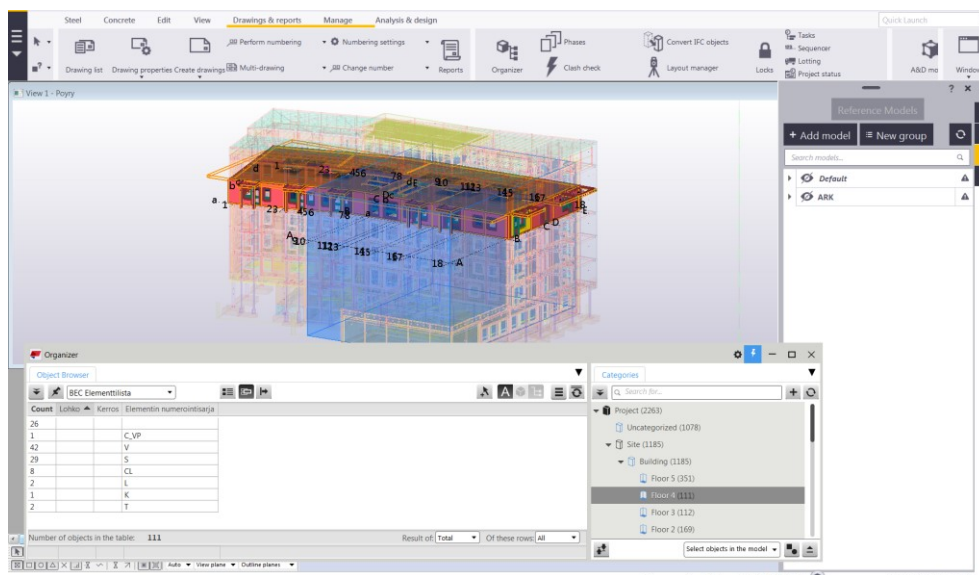 Steel Concrete Edit View Drawings & reports Manage Analysis & design Quick Launch
Drawing list Drawing properties Create drawings Perform numbering Numbering settings Reports Organizer Phases Convert IFC objects Locks Tasks A&D mo Window
Multi-drawing Change number Clash check Layout manager Sequencer
Lotting
Project status
View 1 - Poyry
Reference Models
+ Add model New group
Search models...
Default
ARK
Organizer
Object Browser
BEC Elementtilista
Count Lohko Kerros Elementin numerointisarja
26
1 C_VP
42 V
29 S
8 CL
2 L
1 K
2 T
Number of objects in the table: 111 Result of: Total Of these rows: All
Categories
Search for...
Project (2263)
Uncategorized (1078)
Site (1185)
Building (1185)
Floor 5 (351)
Floor 4 (111)
Floor 3 (112)
Floor 2 (169)
Select objects in the model
Auto View plane Outline planes